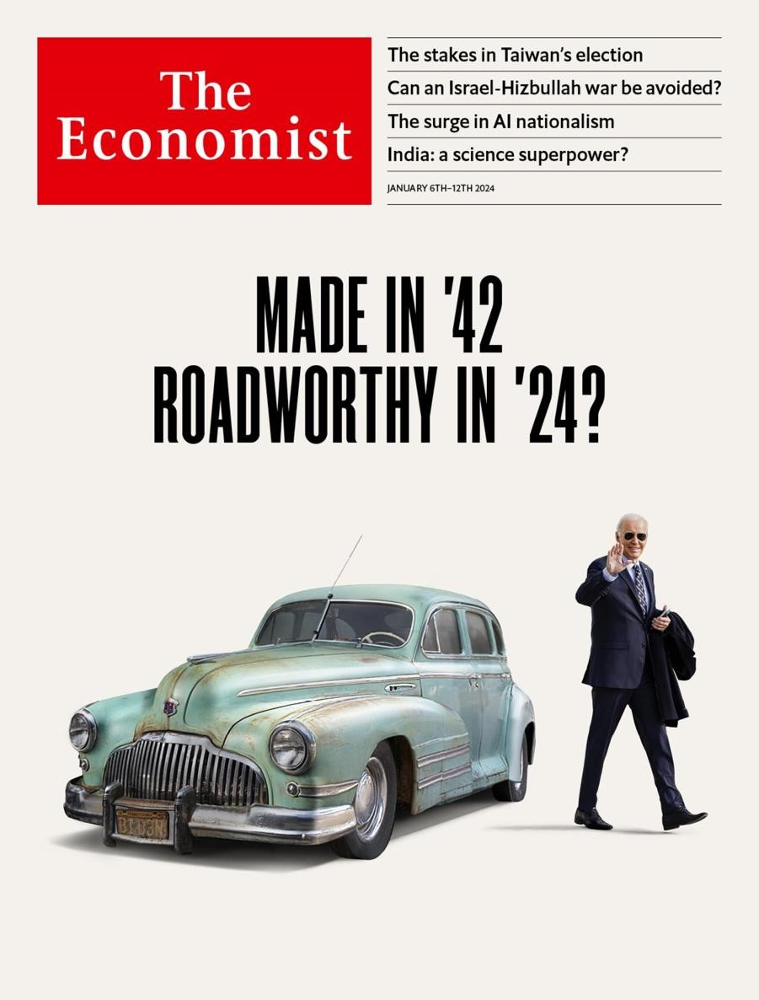 The
Economist
The stakes in Taiwan's election
Can an Israel-Hizbullah war be avoided?
The surge in AI nationalism
India: a science superpower?
JANUARY 6TH–12TH 2024
MADE IN '42
ROADWORTHY IN '24?
B1D3N